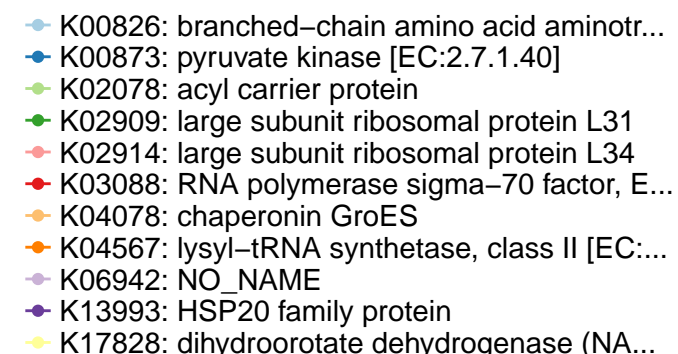 K00826: branched−chain amino acid aminotr...
K00873: pyruvate kinase [EC:2.7.1.40]
K02078: acyl carrier protein
K02909: large subunit ribosomal protein L31
K02914: large subunit ribosomal protein L34
K03088: RNA polymerase sigma−70 factor, E...
K04078: chaperonin GroES
K04567: lysyl−tRNA synthetase, class II [EC:...
K06942: NO_NAME
K13993: HSP20 family protein
K17828: dihydroorotate dehydrogenase (NA...